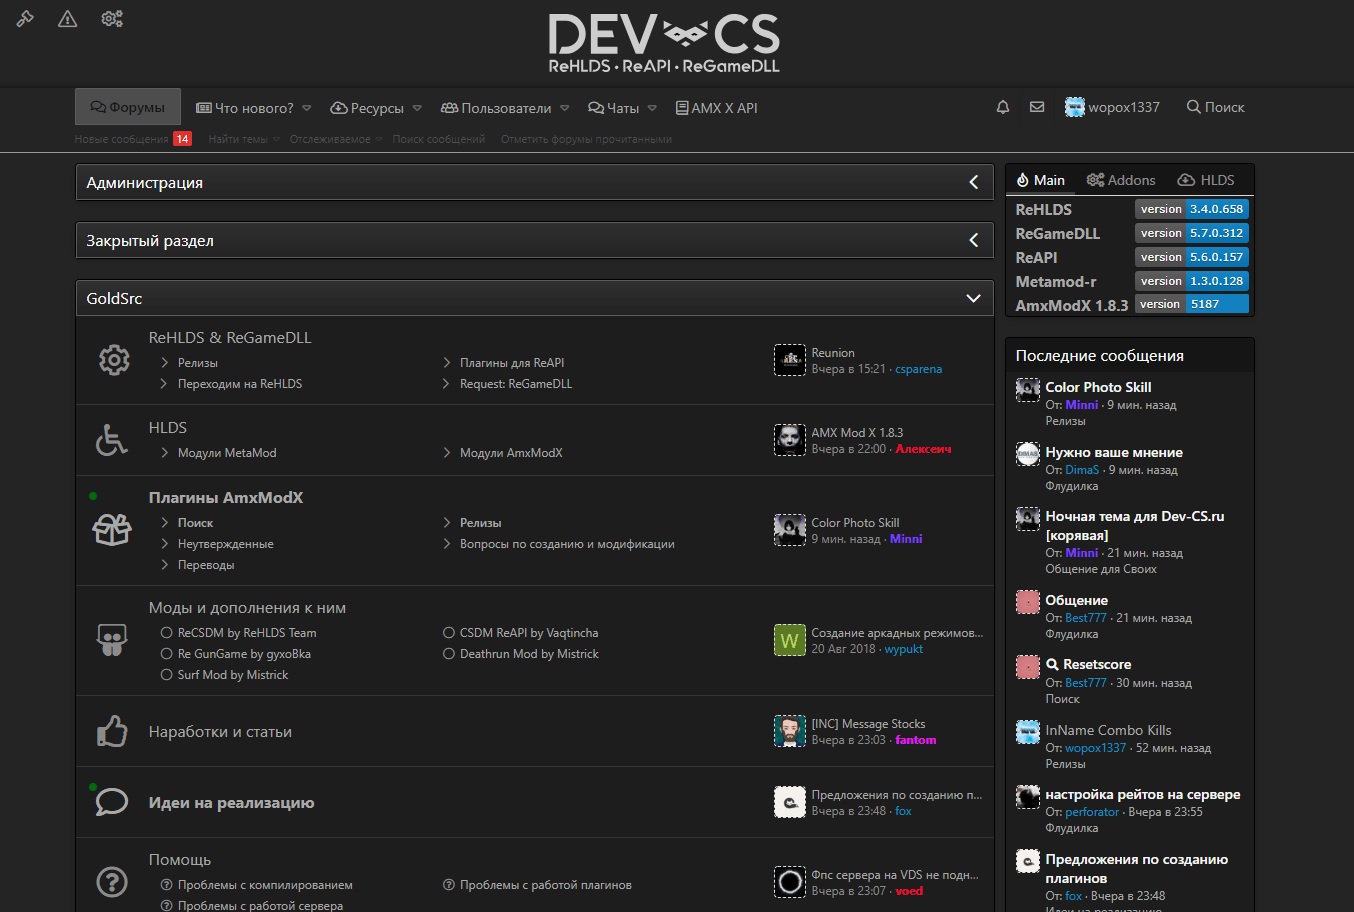 DEV CS
ReHLDS • ReAPI • ReGameDLL
Форумы
Что нового?
Ресурсы
Пользователи
Чаты
AMX X API
wopox1337
Поиск
Новые сообщения 14
Найти темы
Отслеживаемое
Поиск сообщений
Отметить форумы прочитанными
Администрация
Закрытый раздел
GoldSrc
ReHLDS & ReGameDLL
Релизы
Плагины для ReAPI
Переходим на ReHLDS
Request: ReGameDLL
Reunion
Вчера в 15:21 · csparena
HLDS
Модули MetaMod
Модули AmxModX
AMX Mod X 1.8.3
Вчера в 22:00 · Алексеич
Плагины AmxModX
Поиск
Релизы
Неутвержденные
Вопросы по созданию и модификации
Переводы
Color Photo Skill
9 мин. назад · Minni
Моды и дополнения к ним
ReCSDM by ReHLDS Team
CSDM ReAPI by Vaqtincha
Re GunGame by gyxoBka
Deathrun Mod by Mistrick
Surf Mod by Mistrick
W
Создание аркадных режимов...
20 Авг 2018 · wypukt
Наработки и статьи
[INC] Message Stocks
Вчера в 23:03 · fantom
Идеи на реализацию
Предложения по созданию п...
Вчера в 23:48 · fox
Помощь
Проблемы с компилированием
Проблемы с работой плагинов
Проблемы с работой сервера
Фпс сервера на VDS не подн...
Вчера в 23:07 · voed
Main
Addons
HLDS
ReHLDS version 3.4.0.658
ReGameDLL version 5.7.0.312
ReAPI version 5.6.0.157
Metamod-r version 1.3.0.128
AmxModX 1.8.3 version 5187
Последние сообщения
Color Photo Skill
От: Minni · 9 мин. назад
Релизы
DIMAS
Нужно ваше мнение
От: DimaS · 9 мин. назад
Флудилка
Ночная тема для Dev-CS.ru
[корявая]
От: Minni · 21 мин. назад
Общение для Своих
Общение
От: Best777 · 21 мин. назад
Флудилка
Resetscore
От: Best777 · 30 мин. назад
Поиск
InName Combo Kills
От: wopox1337 · 52 мин. назад
Релизы
настройка рейтов на сервере
От: perforator · Вчера в 23:55
Флудилка
Предложения по созданию
плагинов
От: fox · Вчера в 23:48
Идеи на реализацию